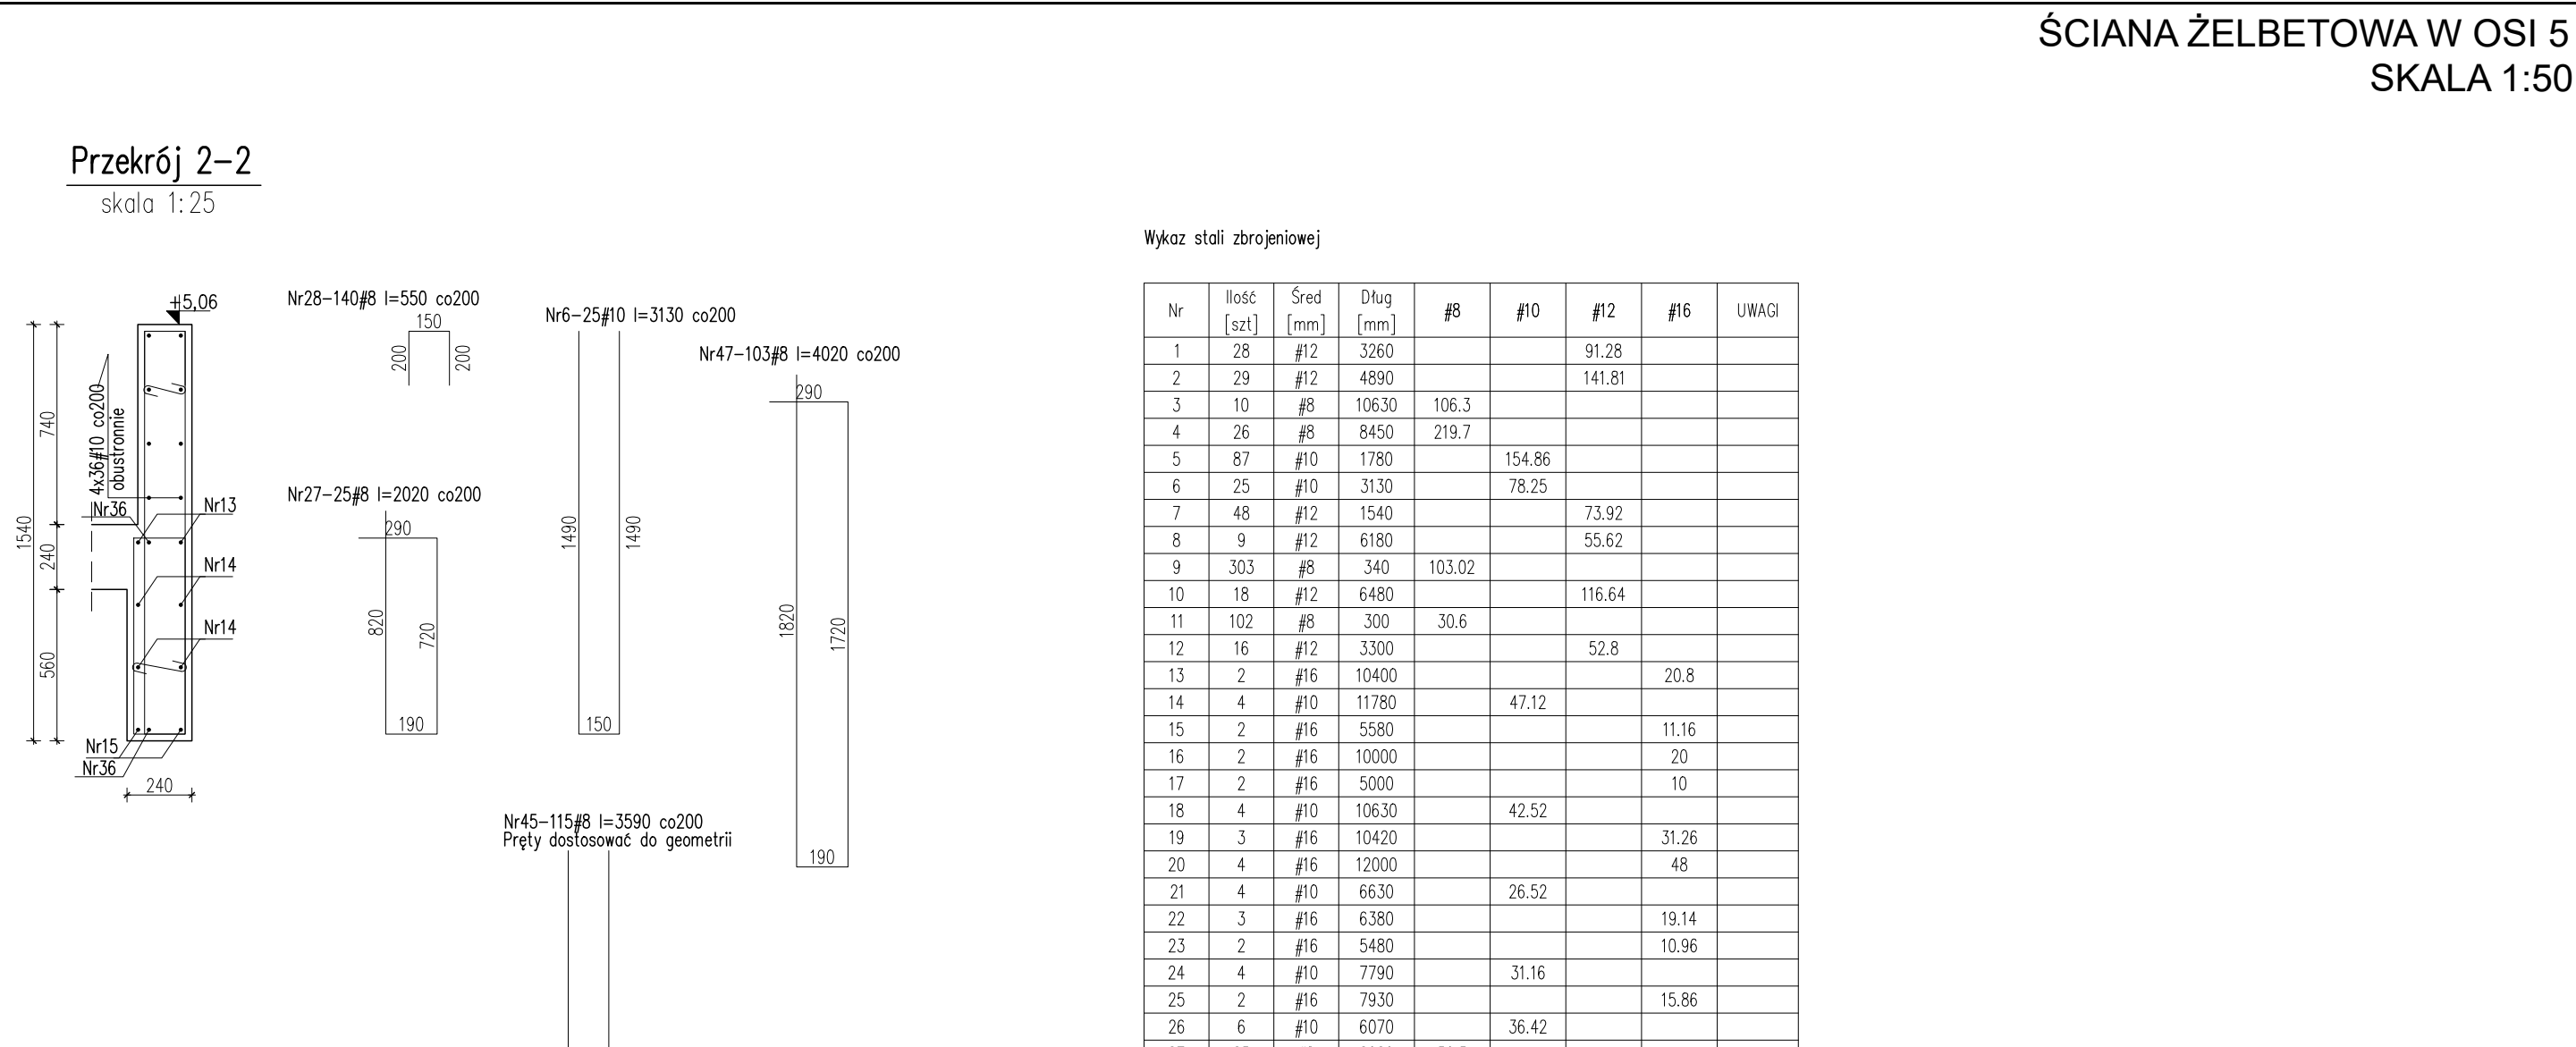 ŚCIANA ŻELBETOWA W OSI 5
SKALA 1:50
Przekrój 2-2
skala 1:25
+5,06
740
240
560
1540
4x36#10 co200
obustronnie
Nr36
Nr13
Nr14
Nr14
Nr15
Nr36
240
Nr28-140#8 l=550 co200
150
200
200
Nr27-25#8 l=2020 co200
290
820
720
190
Nr6-25#10 l=3130 co200
1490
1490
150
Nr47-103#8 l=4020 co200
290
1820
1720
190
Nr45-115#8 l=3590 co200
Pręty dostosować do geometrii
Wykaz stali zbrojeniowej
Nr Ilość [szt] Śred [mm] Dług [mm] #8 #10 #12 #16 UWAGI
1 28 #12 3260 91.28
2 29 #12 4890 141.81
3 10 #8 10630 106.3
4 26 #8 8450 219.7
5 87 #10 1780 154.86
6 25 #10 3130 78.25
7 48 #12 1540 73.92
8 9 #12 6180 55.62
9 303 #8 340 103.02
10 18 #12 6480 116.64
11 102 #8 300 30.6
12 16 #12 3300 52.8
13 2 #16 10400 20.8
14 4 #10 11780 47.12
15 2 #16 5580 11.16
16 2 #16 10000 20
17 2 #16 5000 10
18 4 #10 10630 42.52
19 3 #16 10420 31.26
20 4 #16 12000 48
21 4 #10 6630 26.52
22 3 #16 6380 19.14
23 2 #16 5480 10.96
24 4 #10 7790 31.16
25 2 #16 7930 15.86
26 6 #10 6070 36.42